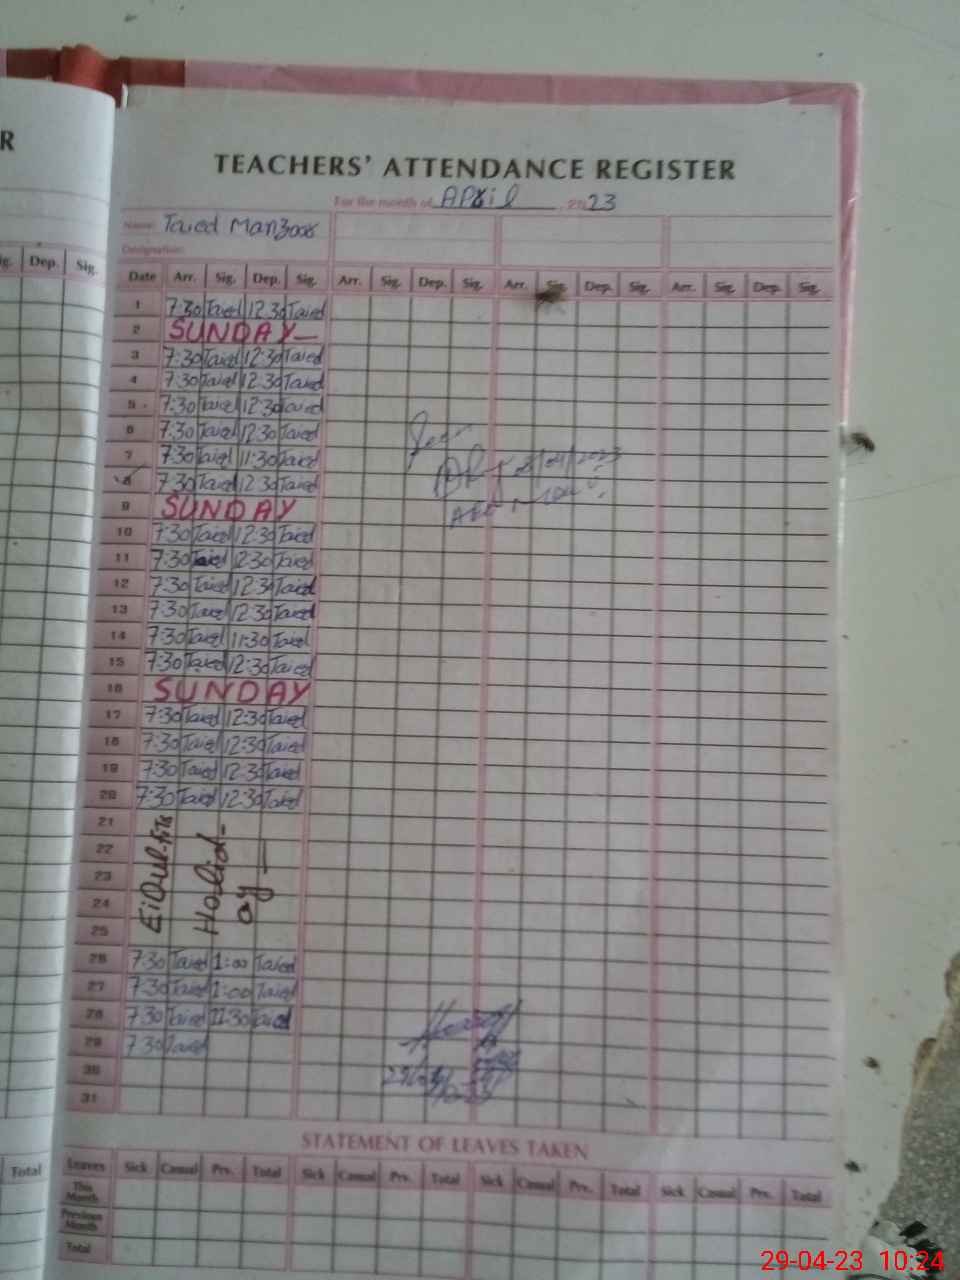 R
TEACHERS' ATTENDANCE REGISTER
For the month of April 2023
Name: Taied Manzoor
Designation:
ig. Dep. Sig.
Date Arr. Sig. Dep. Sig. Arr. Sig. Dep. Sig. Arr. Sig. Dep. Sig. Arr. Sig. Dep. Sig.
1 7:30 Taied 12:30 Taied
2 SUNDAY —
3 7:30 Taied 12:30 Taied
4 7:30 Taied 12:30 Taied
5 7:30 Taied 12:30 Taied
6 7:30 Taied 12:30 Taied
7 7:30 Taied 11:30 Taied
8 7:30 Taied 12:30 Taied
9 SUNDAY
10 7:30 Taied 12:30 Taied
11 7:30 Taied 12:30 Taied
12 7:30 Taied 12:30 Taied
13 7:30 Taied 12:30 Taied
14 7:30 Taied 11:30 Taied
15 7:30 Taied 12:30 Taied
16 SUNDAY
17 7:30 Taied 12:30 Taied
18 7:30 Taied 12:30 Taied
19 7:30 Taied 12:30 Taied
20 7:30 Taied 12:30 Taied
21
22
23
24
25
EiDul.fits
Holid-
ay —
26 7:30 Taied 1:00 Taied
27 7:30 Taied 1:00 Taied
28 7:30 Taied 11:30 Taied
29 7:30 Taied
30
31
STATEMENT OF LEAVES TAKEN
Total Leaves Sick Casual Prv. Total Sick Casual Prv. Total Sick Casual Prv. Total Sick Casual Prv. Total
This Month
Previous Month
Total
29-04-23 10:24